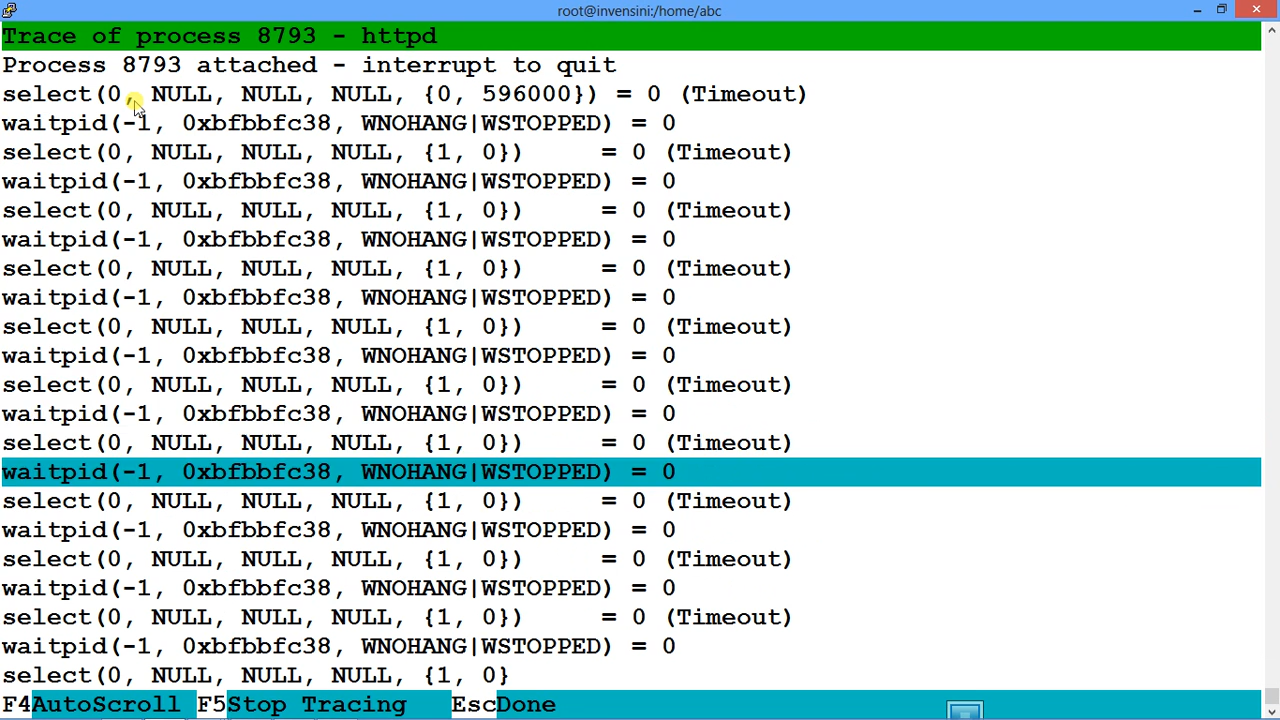 root@invensini:/home/abc
Trace of process 8793 - httpd
Process 8793 attached - interrupt to quit
select(0, NULL, NULL, NULL, {0, 596000}) = 0 (Timeout)
waitpid(-1, 0xbfbbfc38, WNOHANG|WSTOPPED) = 0
select(0, NULL, NULL, NULL, {1, 0})     = 0 (Timeout)
waitpid(-1, 0xbfbbfc38, WNOHANG|WSTOPPED) = 0
select(0, NULL, NULL, NULL, {1, 0})     = 0 (Timeout)
waitpid(-1, 0xbfbbfc38, WNOHANG|WSTOPPED) = 0
select(0, NULL, NULL, NULL, {1, 0})     = 0 (Timeout)
waitpid(-1, 0xbfbbfc38, WNOHANG|WSTOPPED) = 0
select(0, NULL, NULL, NULL, {1, 0})     = 0 (Timeout)
waitpid(-1, 0xbfbbfc38, WNOHANG|WSTOPPED) = 0
select(0, NULL, NULL, NULL, {1, 0})     = 0 (Timeout)
waitpid(-1, 0xbfbbfc38, WNOHANG|WSTOPPED) = 0
select(0, NULL, NULL, NULL, {1, 0})     = 0 (Timeout)
waitpid(-1, 0xbfbbfc38, WNOHANG|WSTOPPED) = 0
select(0, NULL, NULL, NULL, {1, 0})     = 0 (Timeout)
waitpid(-1, 0xbfbbfc38, WNOHANG|WSTOPPED) = 0
select(0, NULL, NULL, NULL, {1, 0})     = 0 (Timeout)
waitpid(-1, 0xbfbbfc38, WNOHANG|WSTOPPED) = 0
select(0, NULL, NULL, NULL, {1, 0})     = 0 (Timeout)
waitpid(-1, 0xbfbbfc38, WNOHANG|WSTOPPED) = 0
select(0, NULL, NULL, NULL, {1, 0}
F4AutoScroll F5Stop Tracing   EscDone